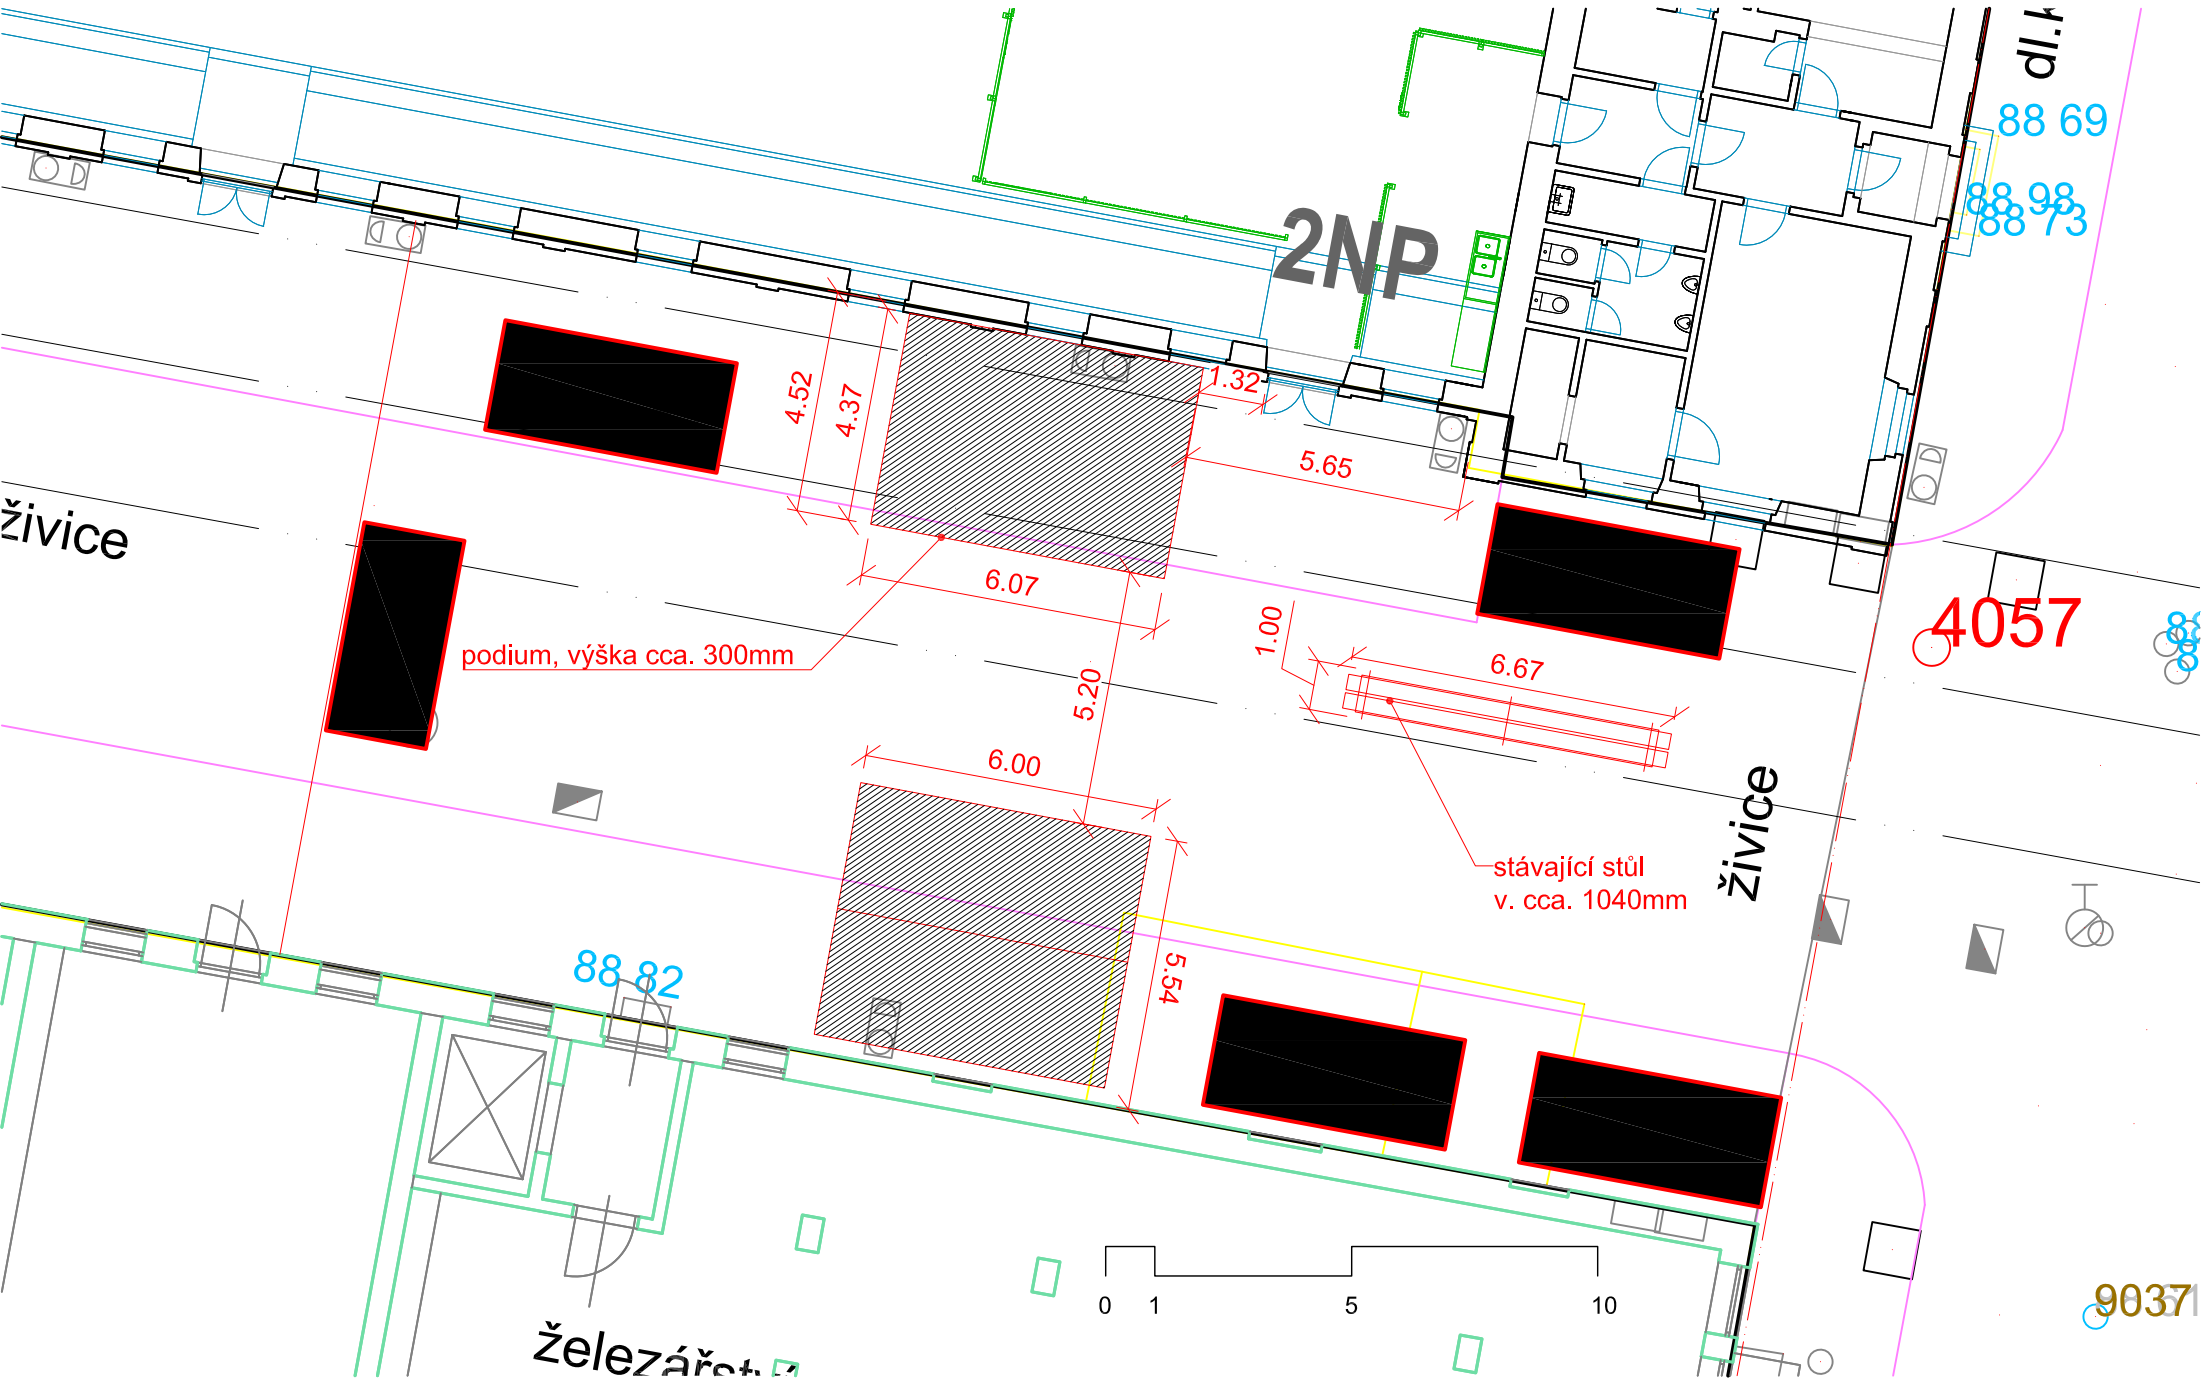 88 69
88 98
88 73
2NP
1.32
4.52
4.37
5.65
živice
6.07
podium, výška cca. 300mm
1.00
6.67
4057
5.20
6.00
živice
stávající stůl
v. cca. 1040mm
88 82
5.54
0 1 5 10
9037